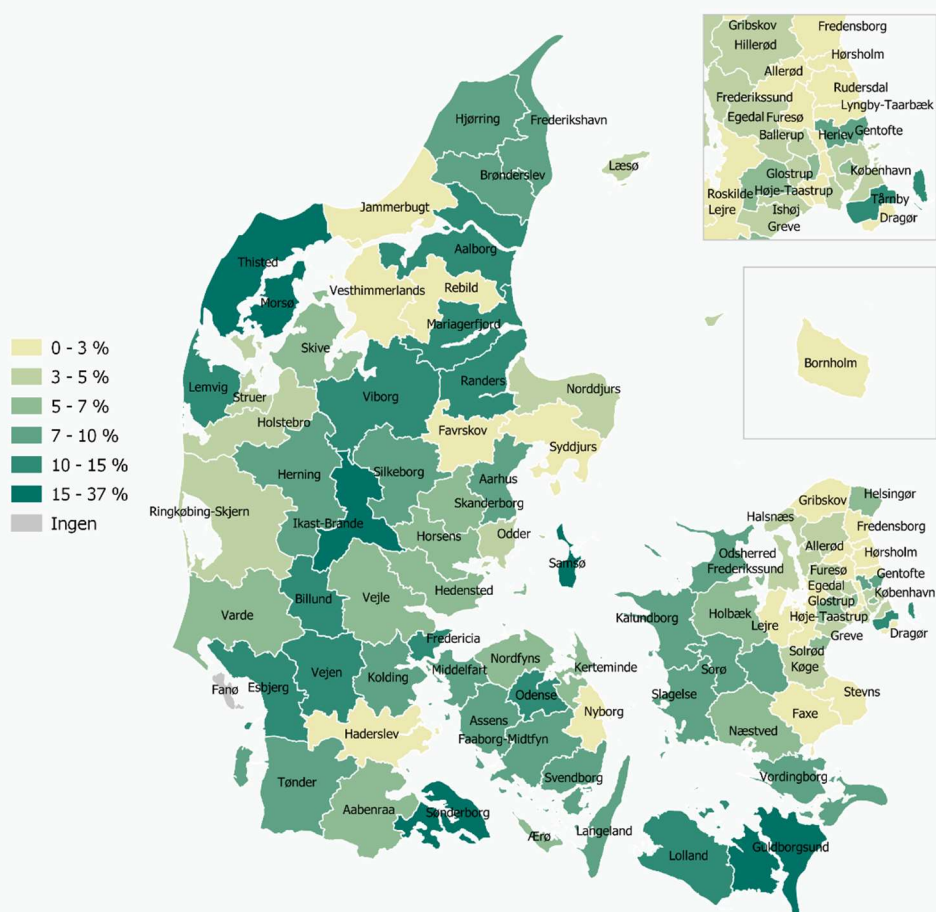 Gribskov
Fredensborg
Hillerød
Hørsholm
Allerød
Rudersdal
Frederikssund
Lyngby-Taarbæk
Egedal Furesø
Ballerup
Herlev Gentofte
Glostrup
København
Roskilde
Høje-Taastrup
Tårnby
Lejre
Ishøj
Dragør
Greve
Hjørring
Frederikshavn
Brønderslev
Læsø
Jammerbugt
Thisted
Aalborg
Vesthimmerlands
Rebild
Morsø
Mariagerfjord
0 - 3 %
3 - 5 %
5 - 7 %
7 - 10 %
10 - 15 %
15 - 37 %
Ingen
Skive
Bornholm
Lemvig
Struer
Viborg
Randers
Norddjurs
Holstebro
Favrskov
Syddjurs
Herning
Silkeborg
Aarhus
Skanderborg
Ringkøbing-Skjern
Ikast-Brande
Horsens
Odder
Samsø
Hedensted
Billund
Vejle
Varde
Fredericia
Vejen
Kolding
Middelfart
Nordfyns
Kerteminde
Fanø
Esbjerg
Odense
Nyborg
Assens
Faaborg-Midtfyn
Haderslev
Svendborg
Tønder
Aabenraa
Sønderborg
Ærø
Langeland
Gribskov
Helsingør
Halsnæs
Fredensborg
Allerød
Hørsholm
Odsherred
Frederikssund
Furesø
Gentofte
Egedal
København
Glostrup
Kalundborg
Holbæk
Lejre
Høje-Taastrup
Dragør
Greve
Solrød
Køge
Sorø
Slagelse
Stevns
Faxe
Næstved
Vordingborg
Lolland
Guldborgsund